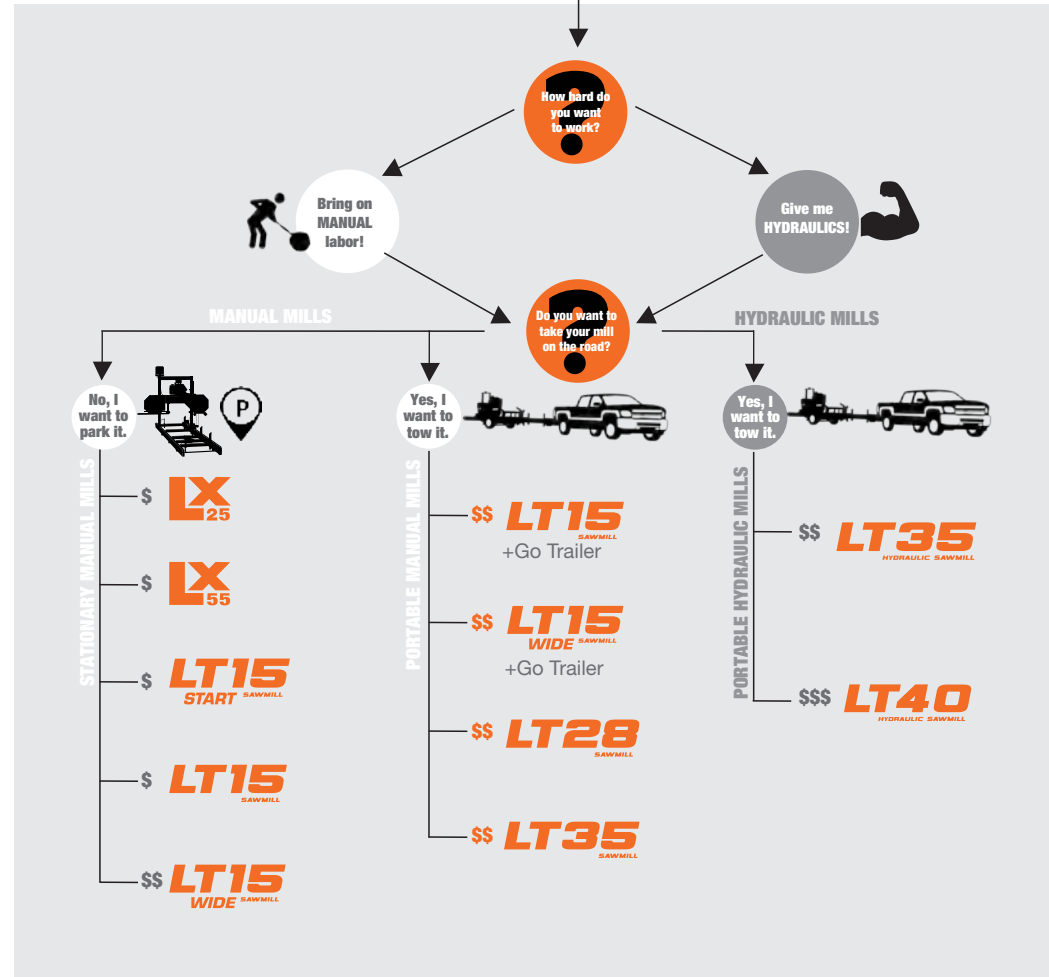 How hard do
you want
to work?
Bring on
MANUAL
labor!
Give me
HYDRAULICS!
MANUAL MILLS
Do you want to
take your mill
on the road?
HYDRAULIC MILLS
No, I
want to
park it.
P
Yes, I
want to
tow it.
Yes, I
want to
tow it.
STATIONARY MANUAL MILLS
$ LX
25
$ LX
55
$ LT15
START SAWMILL
$ LT15
SAWMILL
$$ LT15
WIDE SAWMILL
PORTABLE MANUAL MILLS
$$ LT15
SAWMILL
+Go Trailer
$$ LT15
WIDE SAWMILL
+Go Trailer
$$ LT28
SAWMILL
$$ LT35
SAWMILL
PORTABLE HYDRAULIC MILLS
$$ LT35
HYDRAULIC SAWMILL
$$$ LT40
HYDRAULIC SAWMILL